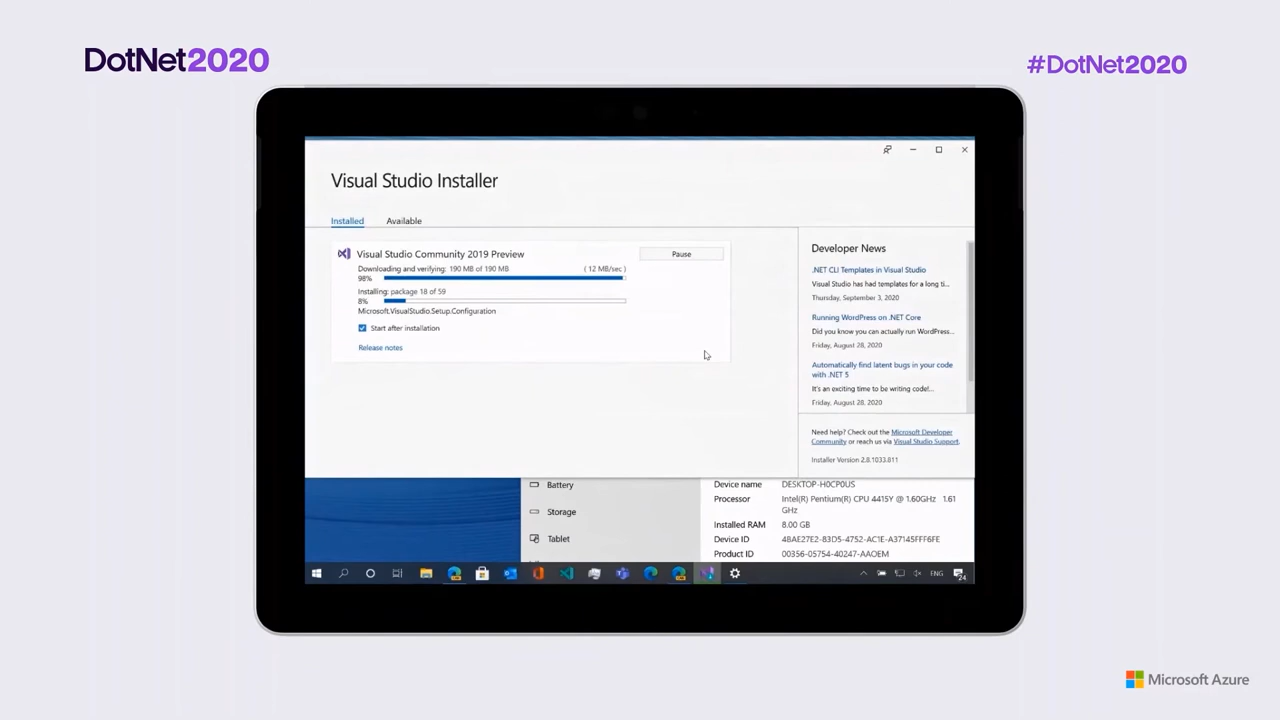 DotNet2020
#DotNet2020
Visual Studio Installer
Installed
Available
Visual Studio Community 2019 Preview
Pause
Downloading and verifying: 190 MB of 190 MB
( 12 MB/sec )
98%
Installing: package 18 of 59
8%
Microsoft.VisualStudio.Setup.Configuration
Start after installation
Release notes
Developer News
.NET CLI Templates in Visual Studio
Visual Studio has had templates for a long ti...
Thursday, September 3, 2020
Running WordPress on .NET Core
Did you know you can actually run WordPress...
Friday, August 28, 2020
Automatically find latent bugs in your code
with .NET 5
It's an exciting time to be writing code!...
Friday, August 28, 2020
Need help? Check out the Microsoft Developer
Community or reach us via Visual Studio Support.
Installer Version 2.8.1033.811
Battery
Storage
Tablet
Device name DESKTOP-H0CP0US
Processor Intel(R) Pentium(R) CPU 4415Y @ 1.60GHz 1.61
GHz
Installed RAM 8.00 GB
Device ID 48AE27E2-83D5-4752-AC1E-A37145FFF6FE
Product ID 00356-05754-40247-AAOEM
ENG
24
Microsoft Azure